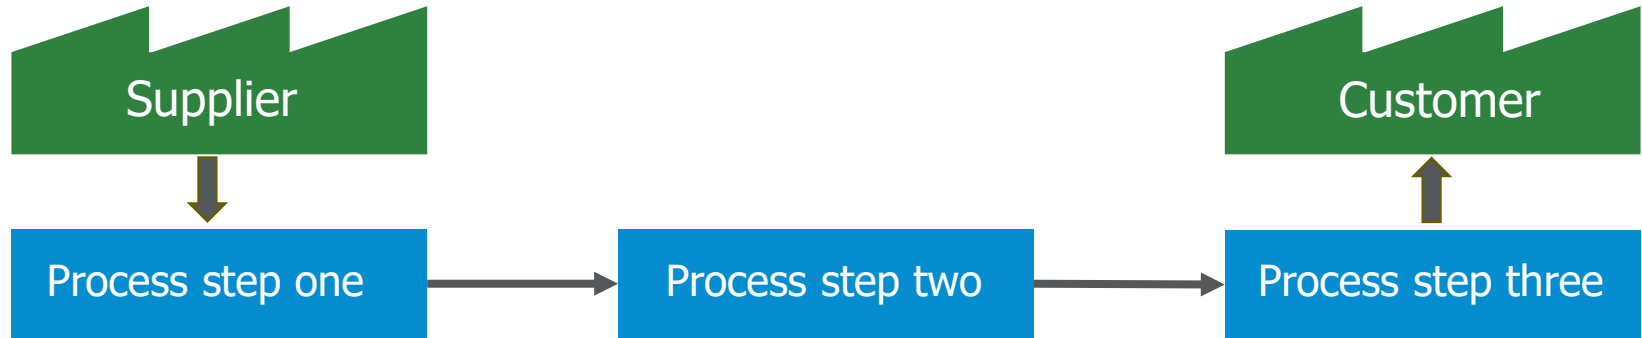 Supplier
Customer
Process step one
Process step two
Process step three